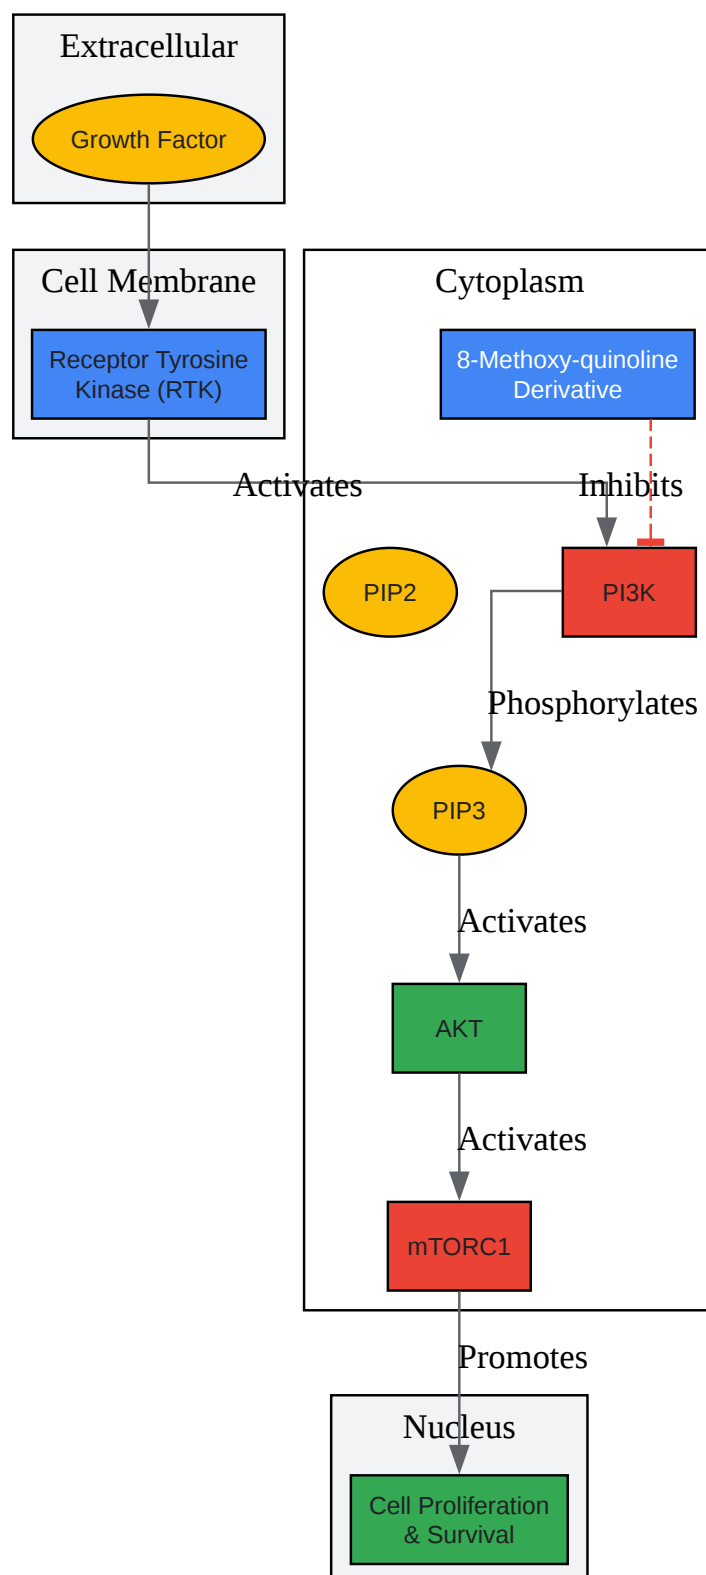 Extracellular
Growth Factor
Cell Membrane
Receptor Tyrosine
Kinase (RTK)
Cytoplasm
8-Methoxy-quinoline
Derivative
Activates
Inhibits
PIP2
PI3K
Phosphorylates
PIP3
Activates
AKT
Activates
mTORC1
Promotes
Nucleus
Cell Proliferation
& Survival